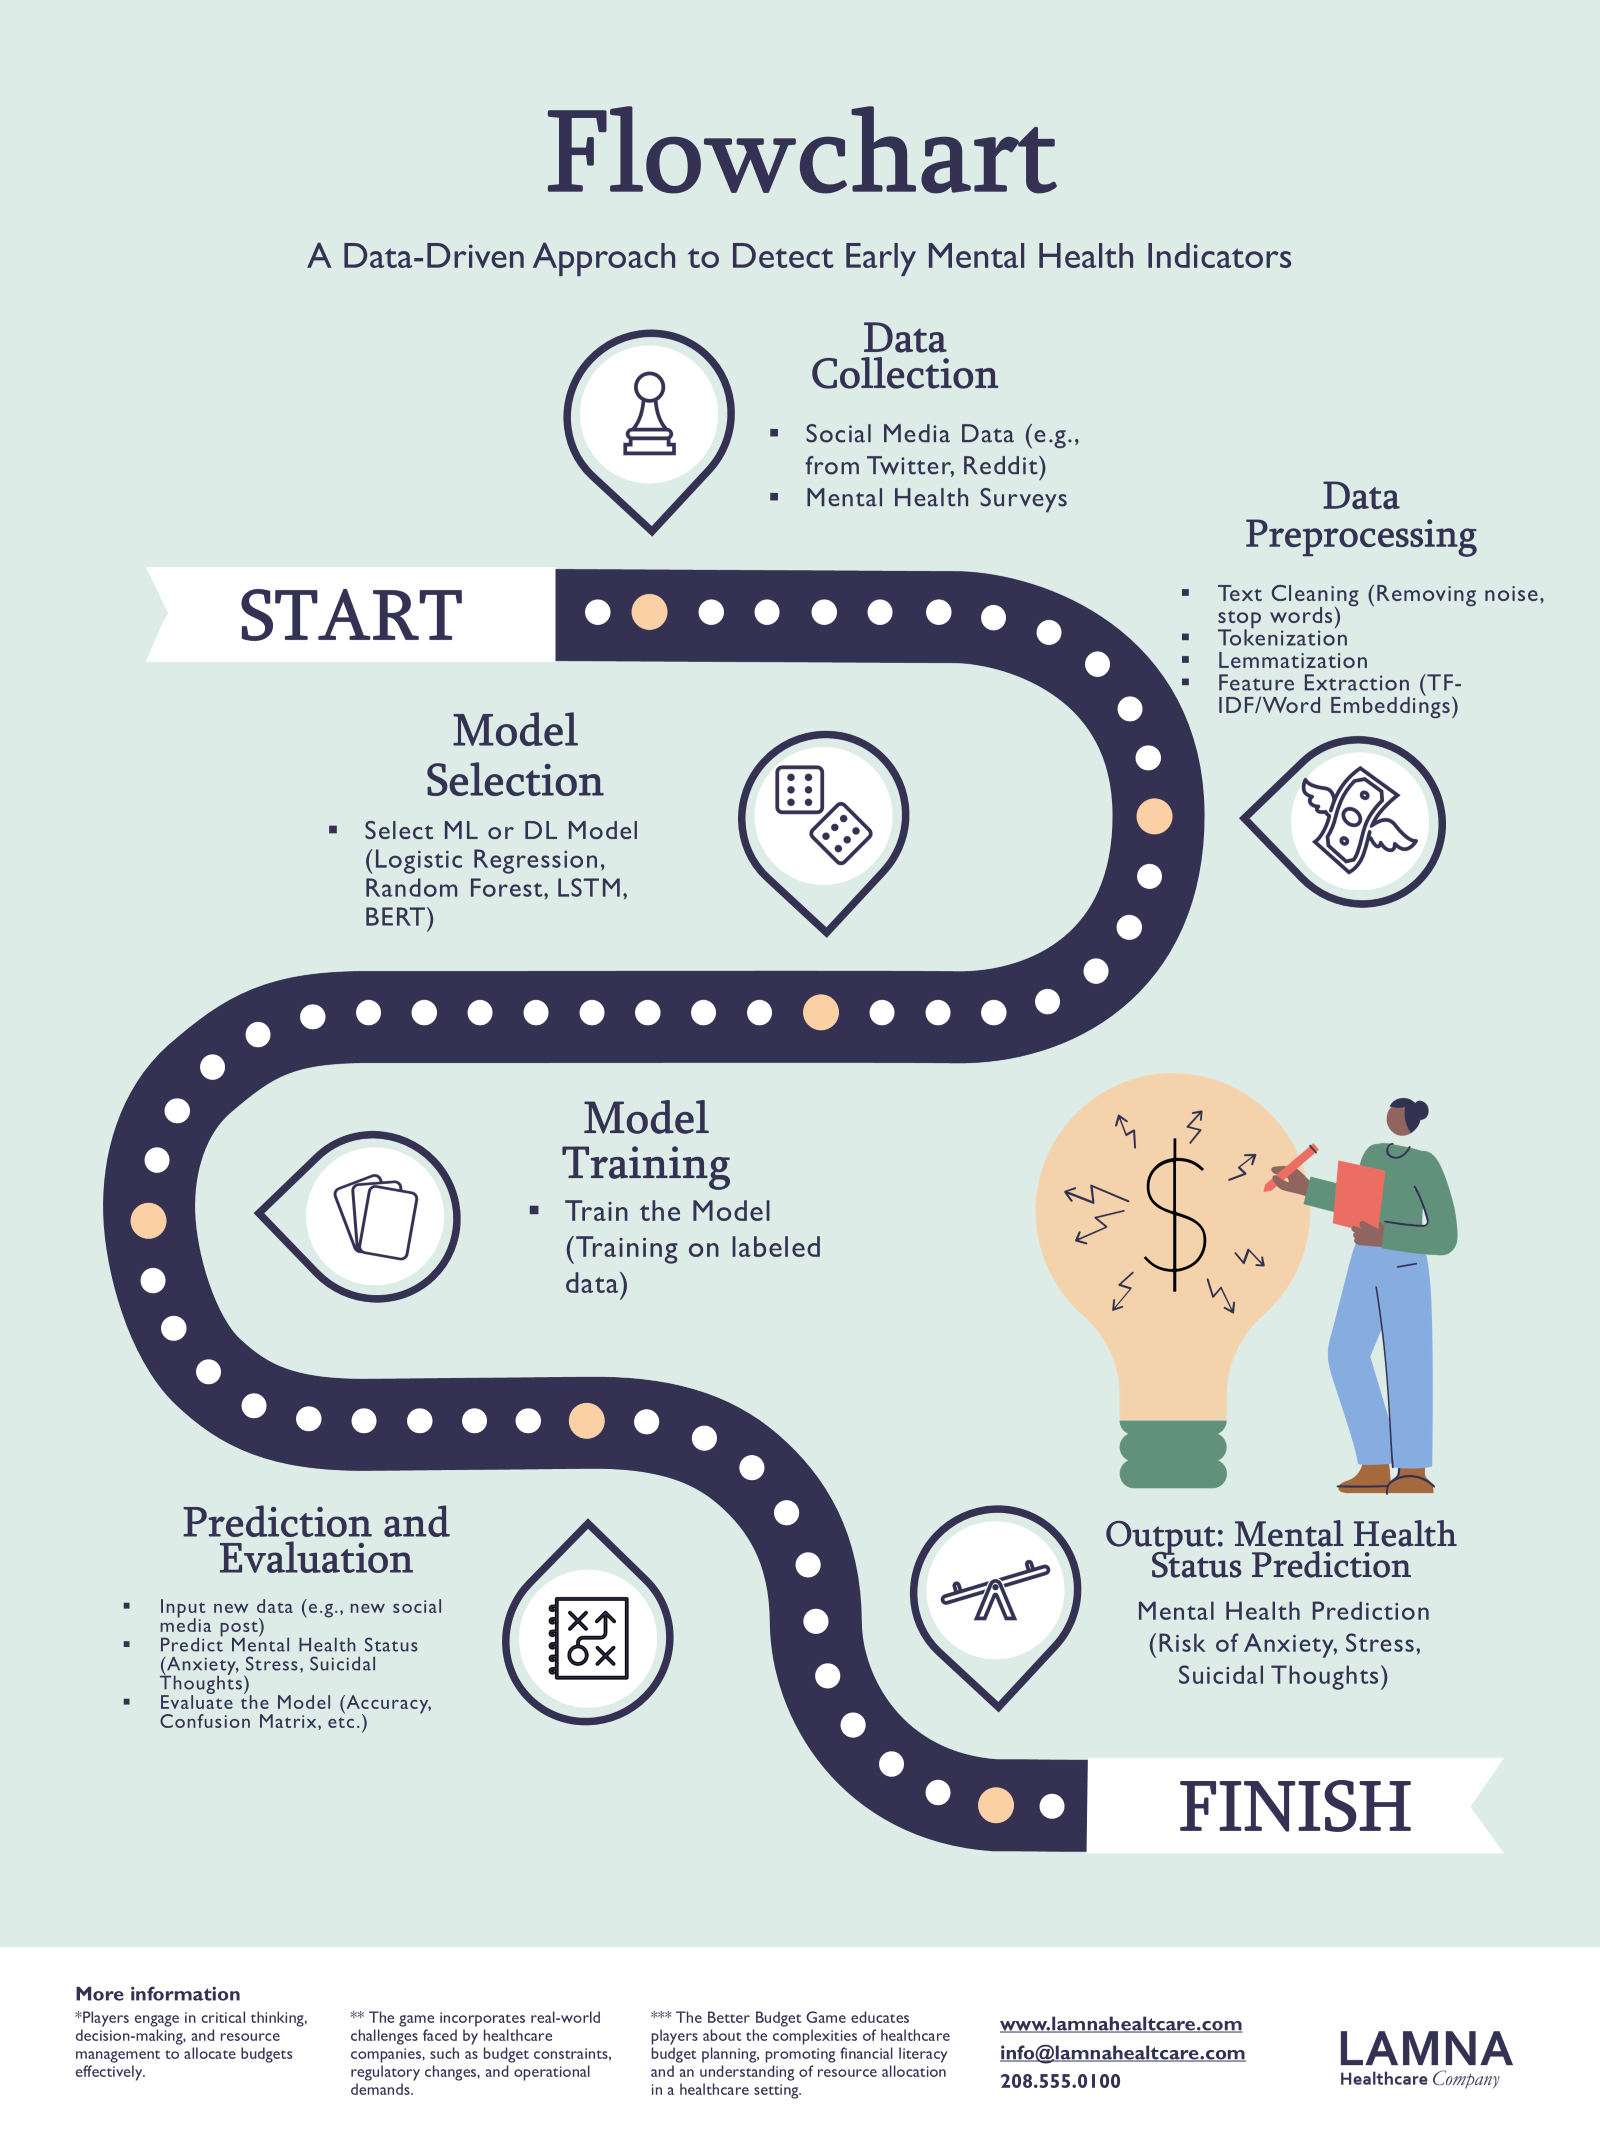 Flowchart
A Data-Driven Approach to Detect Early Mental Health Indicators
Data
Collection
▪ Social Media Data (e.g.,
from Twitter, Reddit)
▪ Mental Health Surveys
Data
Preprocessing
▪ Text Cleaning (Removing noise,
stop words)
▪ Tokenization
▪ Lemmatization
▪ Feature Extraction (TF-
IDF/Word Embeddings)
START
Model
Selection
▪ Select ML or DL Model
(Logistic Regression,
Random Forest, LSTM,
BERT)
Model
Training
▪ Train the Model
(Training on labeled
data)
$
Prediction and
Evaluation
▪ Input new data (e.g., new social
media post)
▪ Predict Mental Health Status
(Anxiety, Stress, Suicidal
Thoughts)
▪ Evaluate the Model (Accuracy,
Confusion Matrix, etc.)
Output: Mental Health
Status Prediction
Mental Health Prediction
(Risk of Anxiety, Stress,
Suicidal Thoughts)
FINISH
More information
*Players engage in critical thinking,
decision-making, and resource
management to allocate budgets
effectively.
** The game incorporates real-world
challenges faced by healthcare
companies, such as budget constraints,
regulatory changes, and operational
demands.
*** The Better Budget Game educates
players about the complexities of healthcare
budget planning, promoting financial literacy
and an understanding of resource allocation
in a healthcare setting.
www.lamnahealtcare.com
info@lamnahealtcare.com
208.555.0100
LAMNA
Healthcare Company